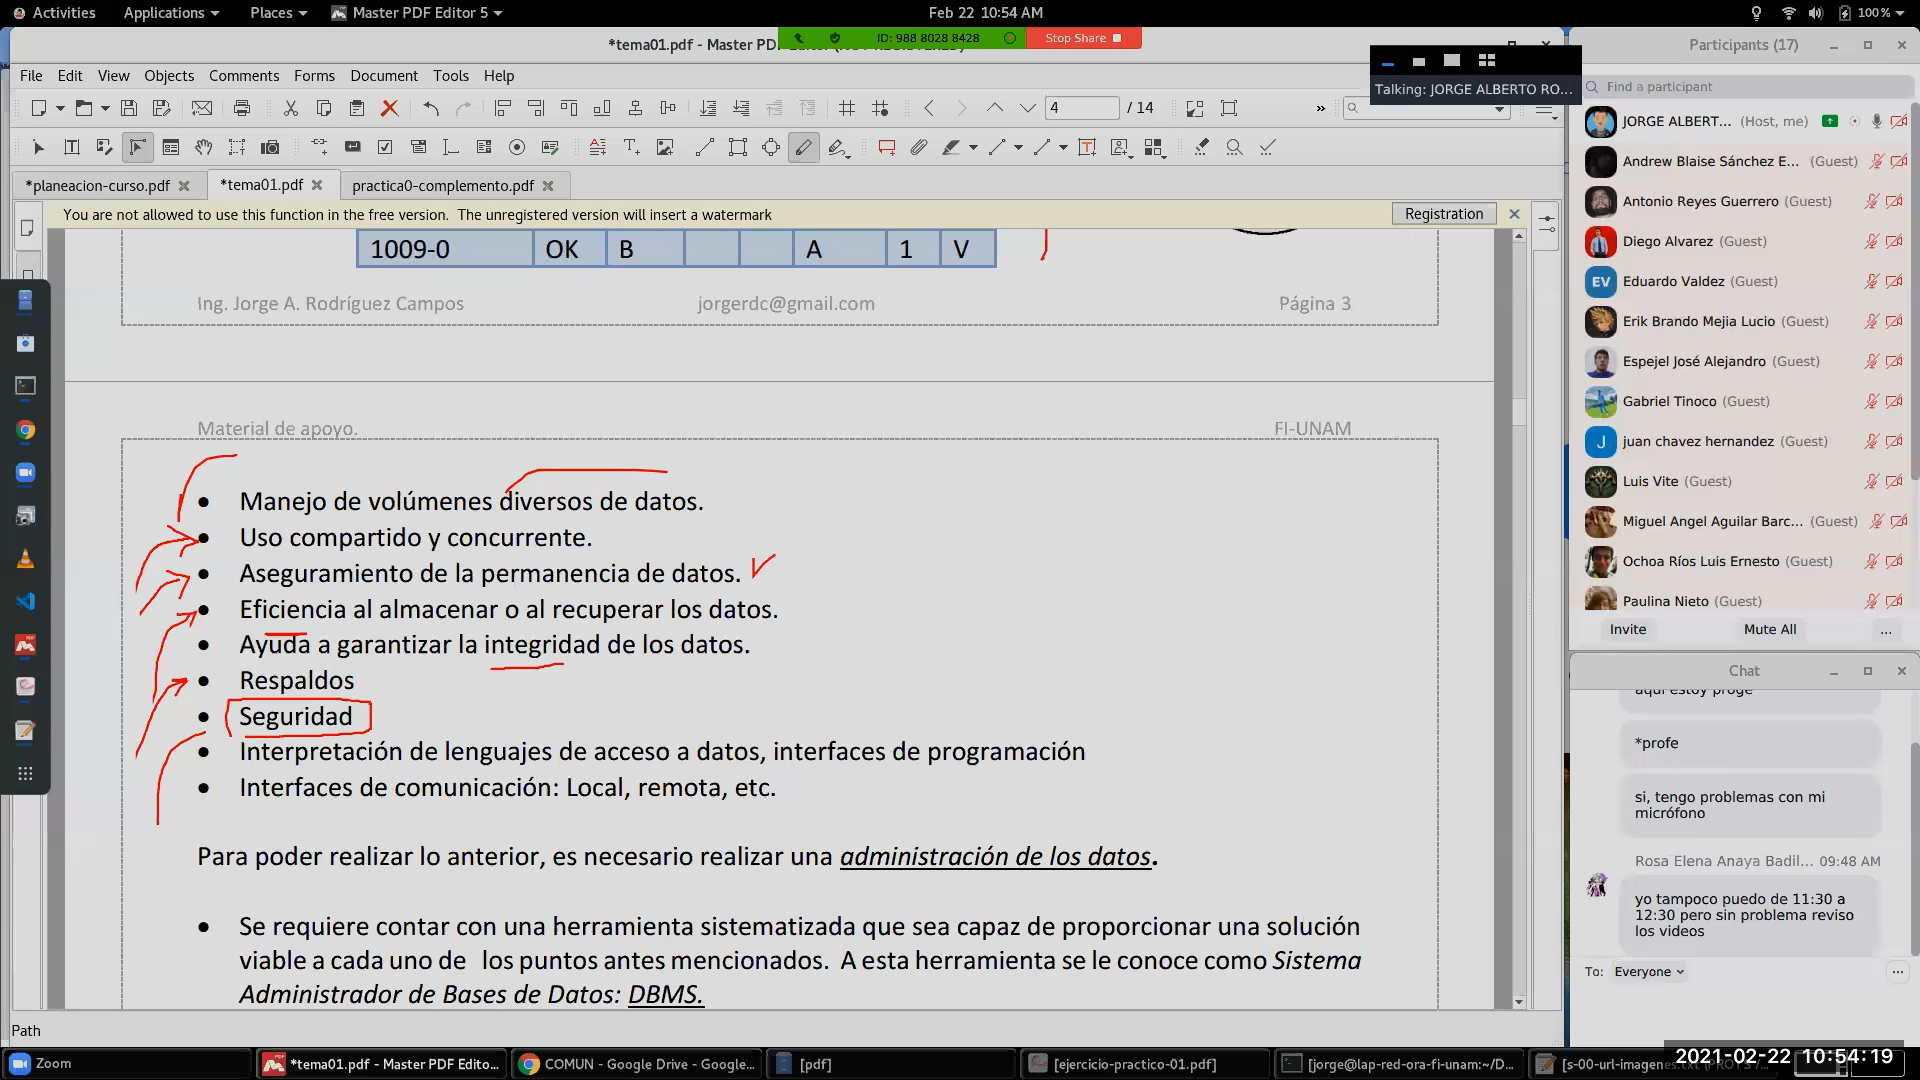 Activities
Applications
Places
Master PDF Editor 5
Feb 22 10:54 AM
100 %
*tema01.pdf - Master PD
ID: 988 8028 8428
Stop Share
Talking: JORGE ALBERTO RO...
File Edit View Objects Comments Forms Document Tools Help
4 / 14
*planeacion-curso.pdf
*tema01.pdf
practica0-complemento.pdf
You are not allowed to use this function in the free version. The unregistered version will insert a watermark
Registration
1009-0 OK B A 1 V
Ing. Jorge A. Rodríguez Campos jorgerdc@gmail.com Página 3
Material de apoyo. FI-UNAM
• Manejo de volúmenes diversos de datos.
• Uso compartido y concurrente.
• Aseguramiento de la permanencia de datos.
• Eficiencia al almacenar o al recuperar los datos.
• Ayuda a garantizar la integridad de los datos.
• Respaldos
• Seguridad
• Interpretación de lenguajes de acceso a datos, interfaces de programación
• Interfaces de comunicación: Local, remota, etc.
Para poder realizar lo anterior, es necesario realizar una administración de los datos.
• Se requiere contar con una herramienta sistematizada que sea capaz de proporcionar una solución
viable a cada uno de los puntos antes mencionados. A esta herramienta se le conoce como Sistema
Administrador de Bases de Datos: DBMS.
Path
Participants (17)
Find a participant
JORGE ALBERT... (Host, me)
Andrew Blaise Sánchez E... (Guest)
Antonio Reyes Guerrero (Guest)
Diego Alvarez (Guest)
EV Eduardo Valdez (Guest)
Erik Brando Mejia Lucio (Guest)
Espejel José Alejandro (Guest)
Gabriel Tinoco (Guest)
J juan chavez hernandez (Guest)
Luis Vite (Guest)
Miguel Angel Aguilar Barc... (Guest)
Ochoa Ríos Luis Ernesto (Guest)
Paulina Nieto (Guest)
Invite Mute All ...
Chat
aqui estoy proge
*profe
si, tengo problemas con mi
micrófono
Rosa Elena Anaya Badil... 09:48 AM
yo tampoco puedo de 11:30 a
12:30 pero sin problema reviso
los videos
To: Everyone
Zoom
*tema01.pdf - Master PDF Edito...
COMUN - Google Drive - Google...
[pdf]
[ejercicio-practico-01.pdf]
[jorge@lap-red-ora-fi-unam:~/D...
[s-00-url-imagenes.txt
2021-02-22 10:54:19